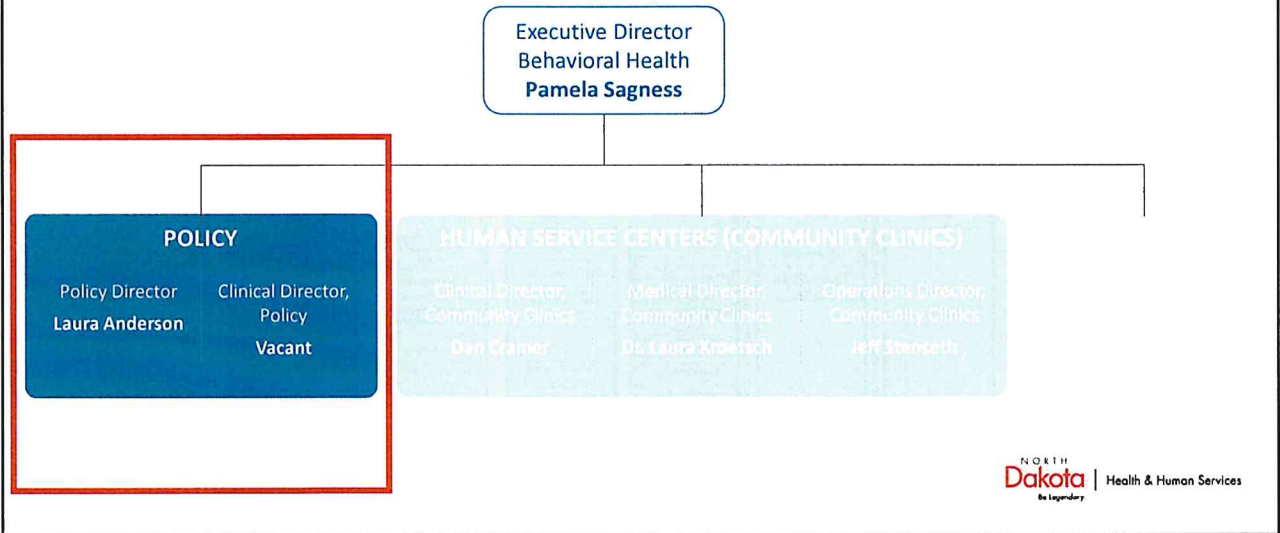 Executive Director
Behavioral Health
Pamela Sagness
POLICY
Policy Director
Laura Anderson
Clinical Director,
Policy
Vacant
HUMAN SERVICE CENTERS (COMMUNITY CLINICS)
Clinical Director,
Community Clinics
Dan Cramer
Medical Director,
Community Clinics
Dr. Laura Kroetsch
Operations Director,
Community Clinics
Jeff Stenseth
NORTH
Dakota | Health & Human Services
Be Legendary